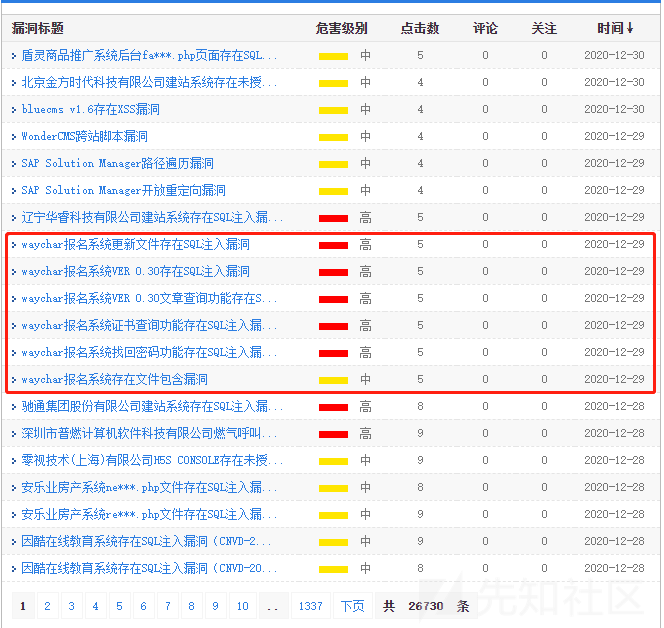 漏洞标题 危害级别 点击数 评论 关注 时间↓
盾灵商品推广系统后台fa***.php页面存在SQL... 中 5 0 0 2020-12-30
北京金方时代科技有限公司建站系统存在未授... 中 4 0 0 2020-12-30
bluecms v1.6存在XSS漏洞 中 4 0 0 2020-12-30
WonderCMS跨站脚本漏洞 中 4 0 0 2020-12-29
SAP Solution Manager路径遍历漏洞 中 4 0 0 2020-12-29
SAP Solution Manager开放重定向漏洞 中 4 0 0 2020-12-29
辽宁华睿科技有限公司建站系统存在SQL注入漏... 高 5 0 0 2020-12-29
waychar报名系统更新文件存在SQL注入漏洞 高 5 0 0 2020-12-29
waychar报名系统VER 0.30存在SQL注入漏洞 高 5 0 0 2020-12-29
waychar报名系统VER 0.30文章查询功能存在S... 高 5 0 0 2020-12-29
waychar报名系统证书查询功能存在SQL注入漏... 高 5 0 0 2020-12-29
waychar报名系统找回密码功能存在SQL注入漏... 高 5 0 0 2020-12-29
waychar报名系统存在文件包含漏洞 中 5 0 0 2020-12-29
驰通集团股份有限公司建站系统存在SQL注入漏... 高 8 0 0 2020-12-28
深圳市普燃计算机软件科技有限公司燃气呼叫... 高 9 0 0 2020-12-28
零视技术(上海)有限公司H5S CONSOLE存在未授... 中 9 0 0 2020-12-28
安乐业房产系统ne***.php文件存在SQL注入漏... 中 8 0 0 2020-12-28
安乐业房产系统re***.php文件存在SQL注入漏... 中 9 0 0 2020-12-28
因酷在线教育系统存在SQL注入漏洞（CNVD-2... 中 9 0 0 2020-12-28
因酷在线教育系统存在SQL注入漏洞（CNVD-20... 中 8 0 0 2020-12-28
1 2 3 4 5 6 7 8 9 10 .. 1337 下页 共 26730 条
先知社区